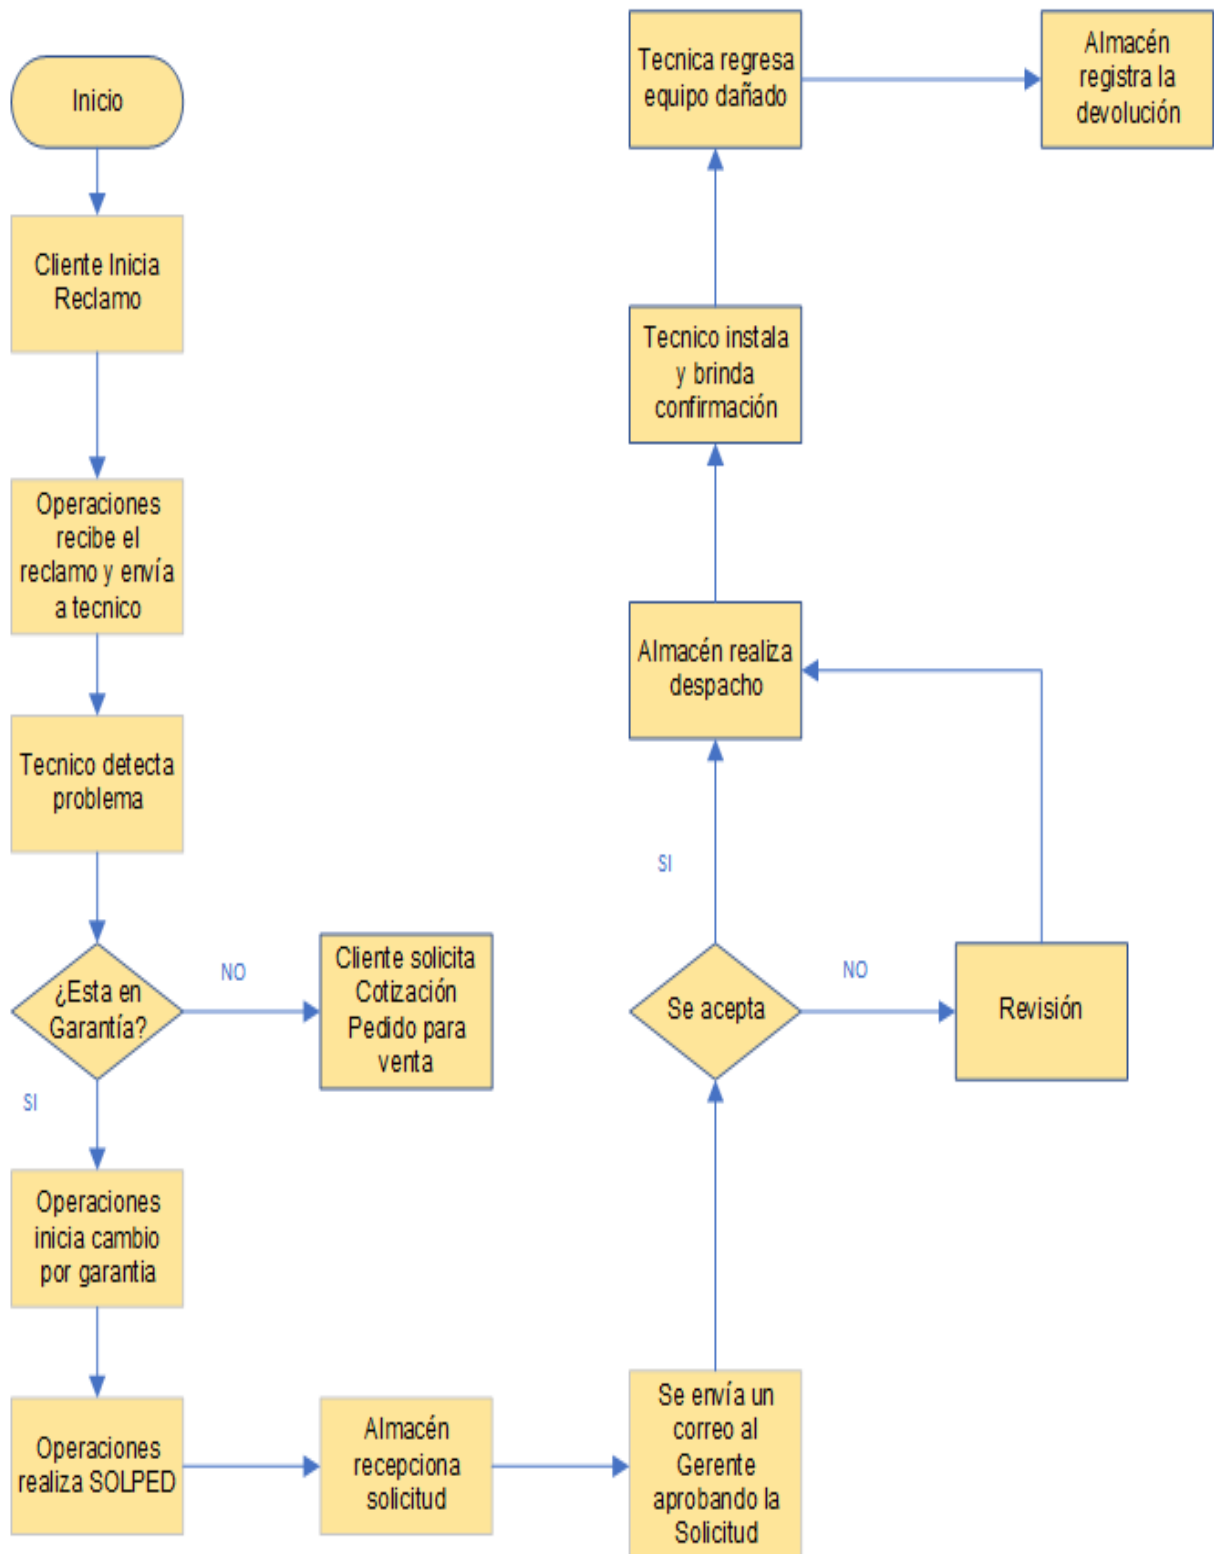 Inicio
Cliente Inicia
Reclamo
Operaciones
recibe el
reclamo y envía
a tecnico
Tecnico detecta
problema
¿Esta en
Garantía?
NO
Cliente solicita
Cotización
Pedido para
venta
SI
Operaciones
inicia cambio
por garantia
Operaciones
realiza SOLPED
Almacén
recepciona
solicitud
Se envía un
correo al
Gerente
aprobando la
Solicitud
Se acepta
NO
Revisión
SI
Almacén realiza
despacho
Tecnico instala
y brinda
confirmación
Tecnica regresa
equipo dañado
Almacén
registra la
devolución